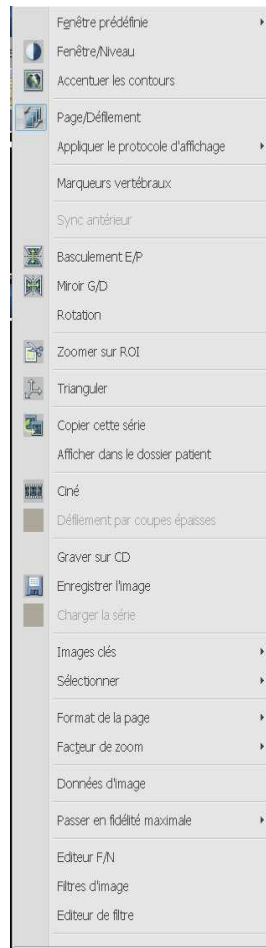 Fenêtre prédéfinie
Fenêtre/Niveau
Accentuer les contours
Page/Défilement
Appliquer le protocole d'affichage
Marqueurs vertébraux
Sync antérieur
Basculement E/P
Miroir G/D
Rotation
Zoomer sur ROI
Trianguler
Copier cette série
Afficher dans le dossier patient
Ciné
Défilement par coupes épaisses
Graver sur CD
Enregistrer l'image
Charger la série
Images clés
Sélectionner
Format de la page
Facteur de zoom
Données d'image
Passer en fidélité maximale
Editeur F/N
Filtres d'image
Editeur de filtre